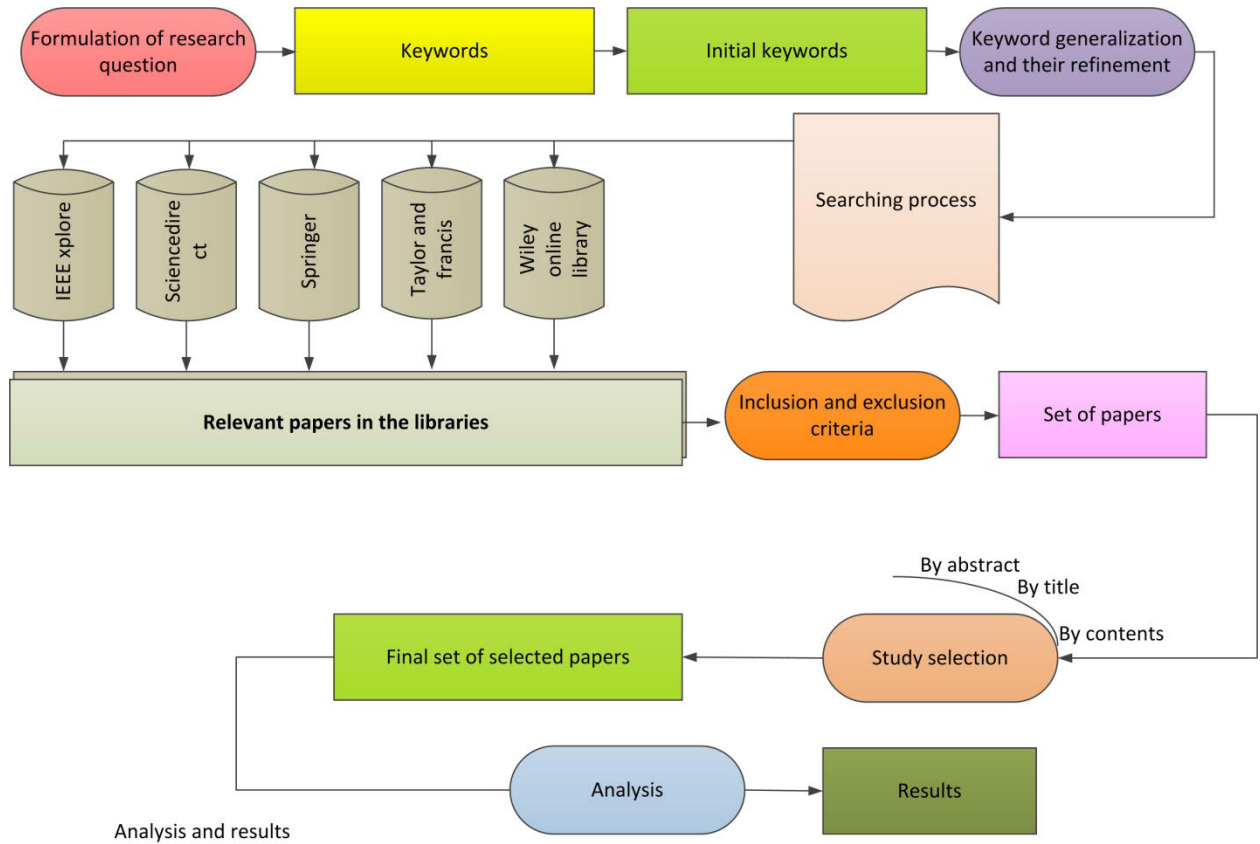 Formulation of research
question
Keywords
Initial keywords
Keyword generalization
and their refinement
Searching process
IEEE xplore
Sciencedire
ct
Springer
Taylor and
francis
Wiley
online
library
Relevant papers in the libraries
Inclusion and exclusion
criteria
Set of papers
By abstract
By title
By contents
Study selection
Final set of selected papers
Analysis
Results
Analysis and results